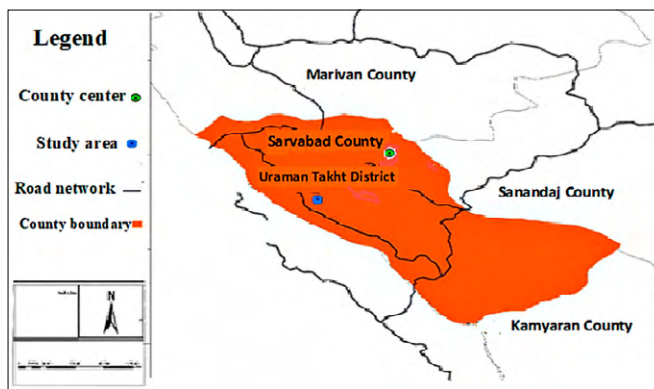 Legend
County center
Study area
Road network
County boundary
N
Marivan County
Sarvabad County
Uraman Takht District
Sanandaj County
Kamyaran County